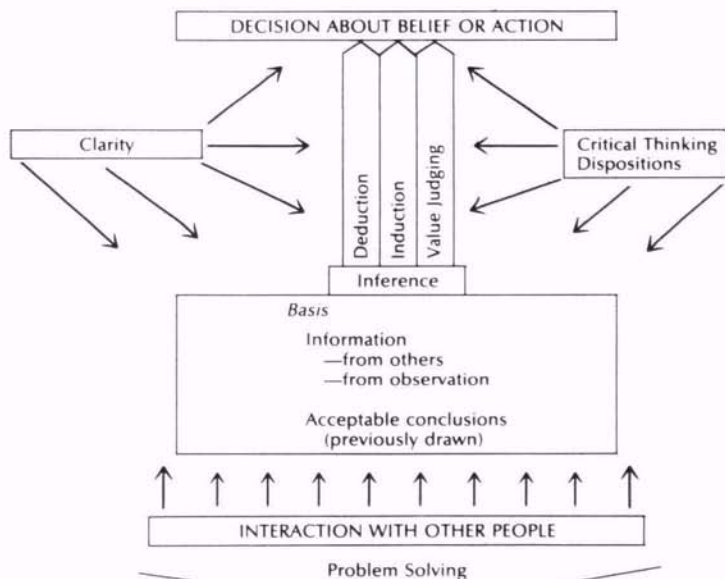 DECISION ABOUT BELIEF OR ACTION
Clarity
Critical Thinking
Dispositions
Deduction
Induction
Value Judging
Inference
Basis
Information
—from others
—from observation
Acceptable conclusions
(previously drawn)
INTERACTION WITH OTHER PEOPLE
Problem Solving